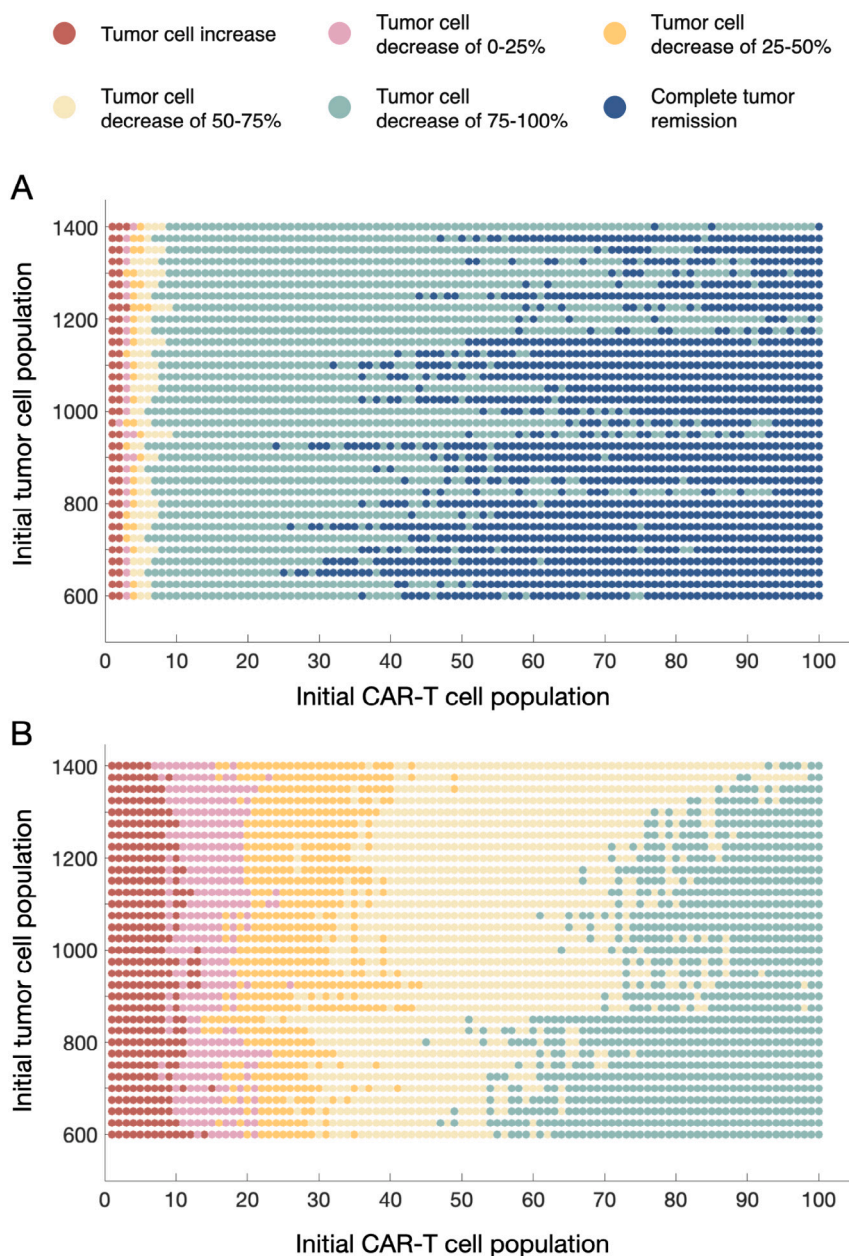 Tumor cell increase
Tumor cell
decrease of 0-25%
Tumor cell
decrease of 25-50%
Tumor cell
decrease of 50-75%
Tumor cell
decrease of 75-100%
Complete tumor
remission
A
Initial tumor cell population
1400
1200
1000
800
600
0 10 20 30 40 50 60 70 80 90 100
Initial CAR-T cell population
B
Initial tumor cell population
1400
1200
1000
800
600
0 10 20 30 40 50 60 70 80 90 100
Initial CAR-T cell population